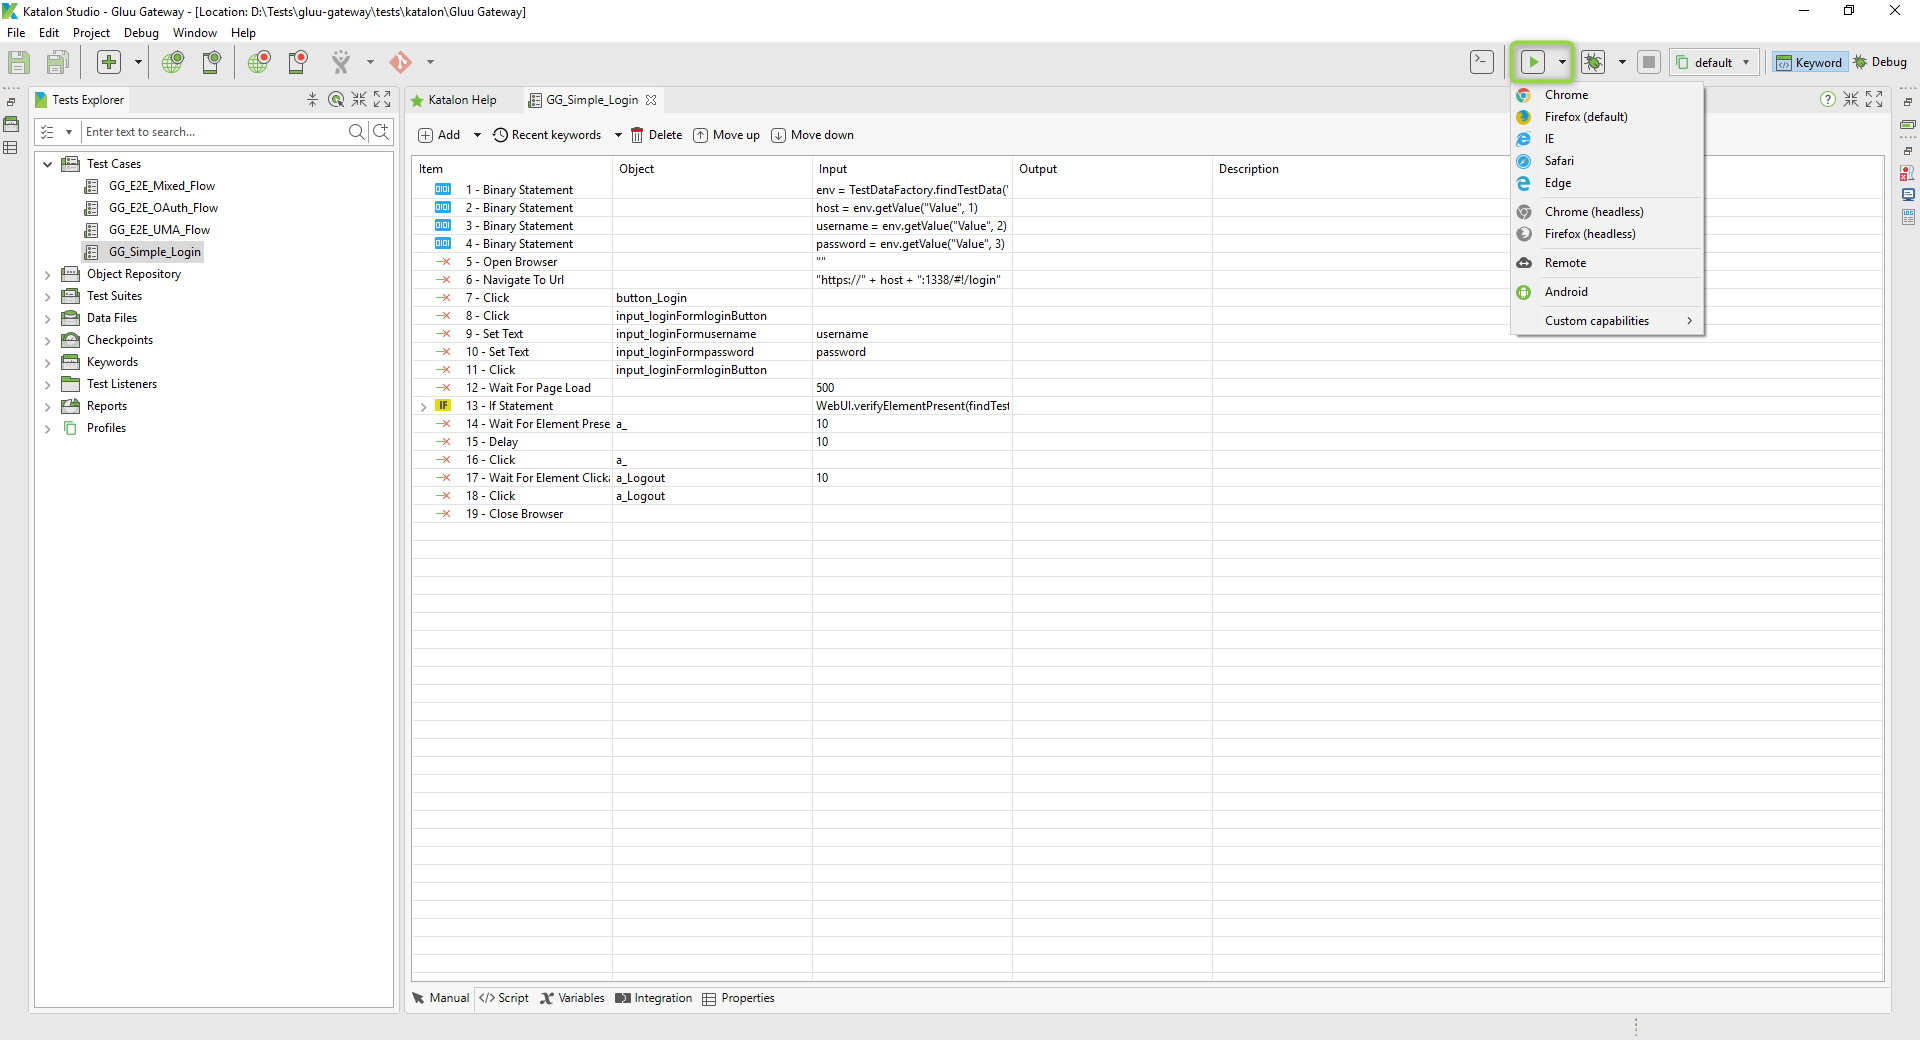 Katalon Studio - Gluu Gateway - [Location: D:\Tests\gluu-gateway\tests\katalon\Gluu Gateway]
File Edit Project Debug Window Help
default
Keyword
Debug
Tests Explorer
Katalon Help
GG_Simple_Login
Enter text to search...
Add
Recent keywords
Delete
Move up
Move down
Test Cases
GG_E2E_Mixed_Flow
GG_E2E_OAuth_Flow
GG_E2E_UMA_Flow
GG_Simple_Login
Object Repository
Test Suites
Data Files
Checkpoints
Keywords
Test Listeners
Reports
Profiles
Item Object Input Output Description
1 - Binary Statement env = TestDataFactory.findTestData('
2 - Binary Statement host = env.getValue("Value", 1)
3 - Binary Statement username = env.getValue("Value", 2)
4 - Binary Statement password = env.getValue("Value", 3)
5 - Open Browser ""
6 - Navigate To Url "https://" + host + ":1338/#!/login"
7 - Click button_Login
8 - Click input_loginFormloginButton
9 - Set Text input_loginFormusername username
10 - Set Text input_loginFormpassword password
11 - Click input_loginFormloginButton
12 - Wait For Page Load 500
IF 13 - If Statement WebUI.verifyElementPresent(findTest
14 - Wait For Element Prese a_ 10
15 - Delay 10
16 - Click a_
17 - Wait For Element Click a_Logout 10
18 - Click a_Logout
19 - Close Browser
Chrome
Firefox (default)
IE
Safari
Edge
Chrome (headless)
Firefox (headless)
Remote
Android
Custom capabilities
Manual </> Script Variables Integration Properties